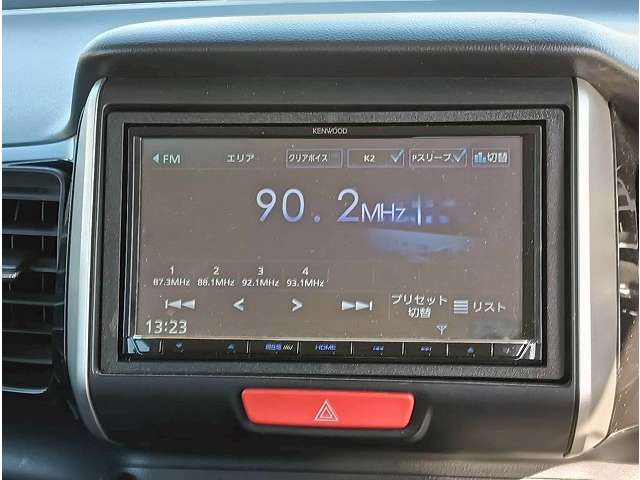 KENWOOD
FM エリア クリアボイス K2 Pスリープ 切替
90.2MHz
1 2 3 4
87.3MHz 88.1MHz 92.1MHz 93.1MHz
プリセット切替 リスト
13:23
HOME